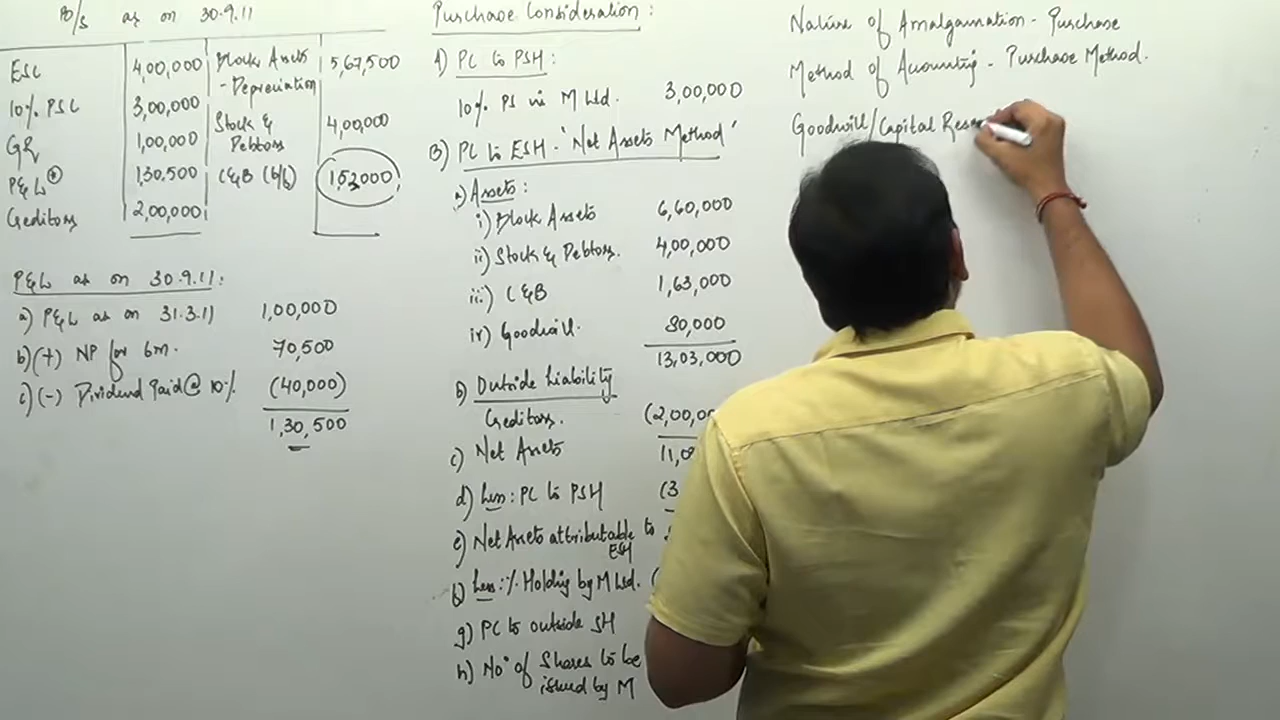 B/S as on 30.9.11
ESC 4,00,000 Block Assets 5,67,500
- Depreciation
10% PSC 3,00,000 Stock & 4,00,000
Debtors
GR 1,00,000
P&L* 1,30,500 C&B (b/f) 163,000
Creditors 2,00,000
P&L as on 30.9.11:
a) P&L as on 31.3.11 1,00,000
b) (+) NP for 6m. 70,500
c) (-) Dividend paid @ 10% (40,000)
1,30,500
Purchase Consideration:
A) PC to PSH:
10% PS in M Ltd. 3,00,000
B) PC to ESH - 'Net Assets Method'
a) Assets:
i) Block Assets 6,60,000
ii) Stock & Debtors. 4,00,000
iii) C&B 1,63,000
iv) Goodwill. 80,000
13,03,000
b) Outside Liability
Creditors. (2,00,00
c) Net Assets 11,0
d) Less: PC to PSH (3
e) Net Assets attributable to
ESH
f) Less: % Holding by M Ltd. (
g) PC to outside SH
h) No. of Shares to be
issued by M
Nature of Amalgamation - Purchase
Method of Accounting - Purchase Method.
Goodwill/Capital Rese